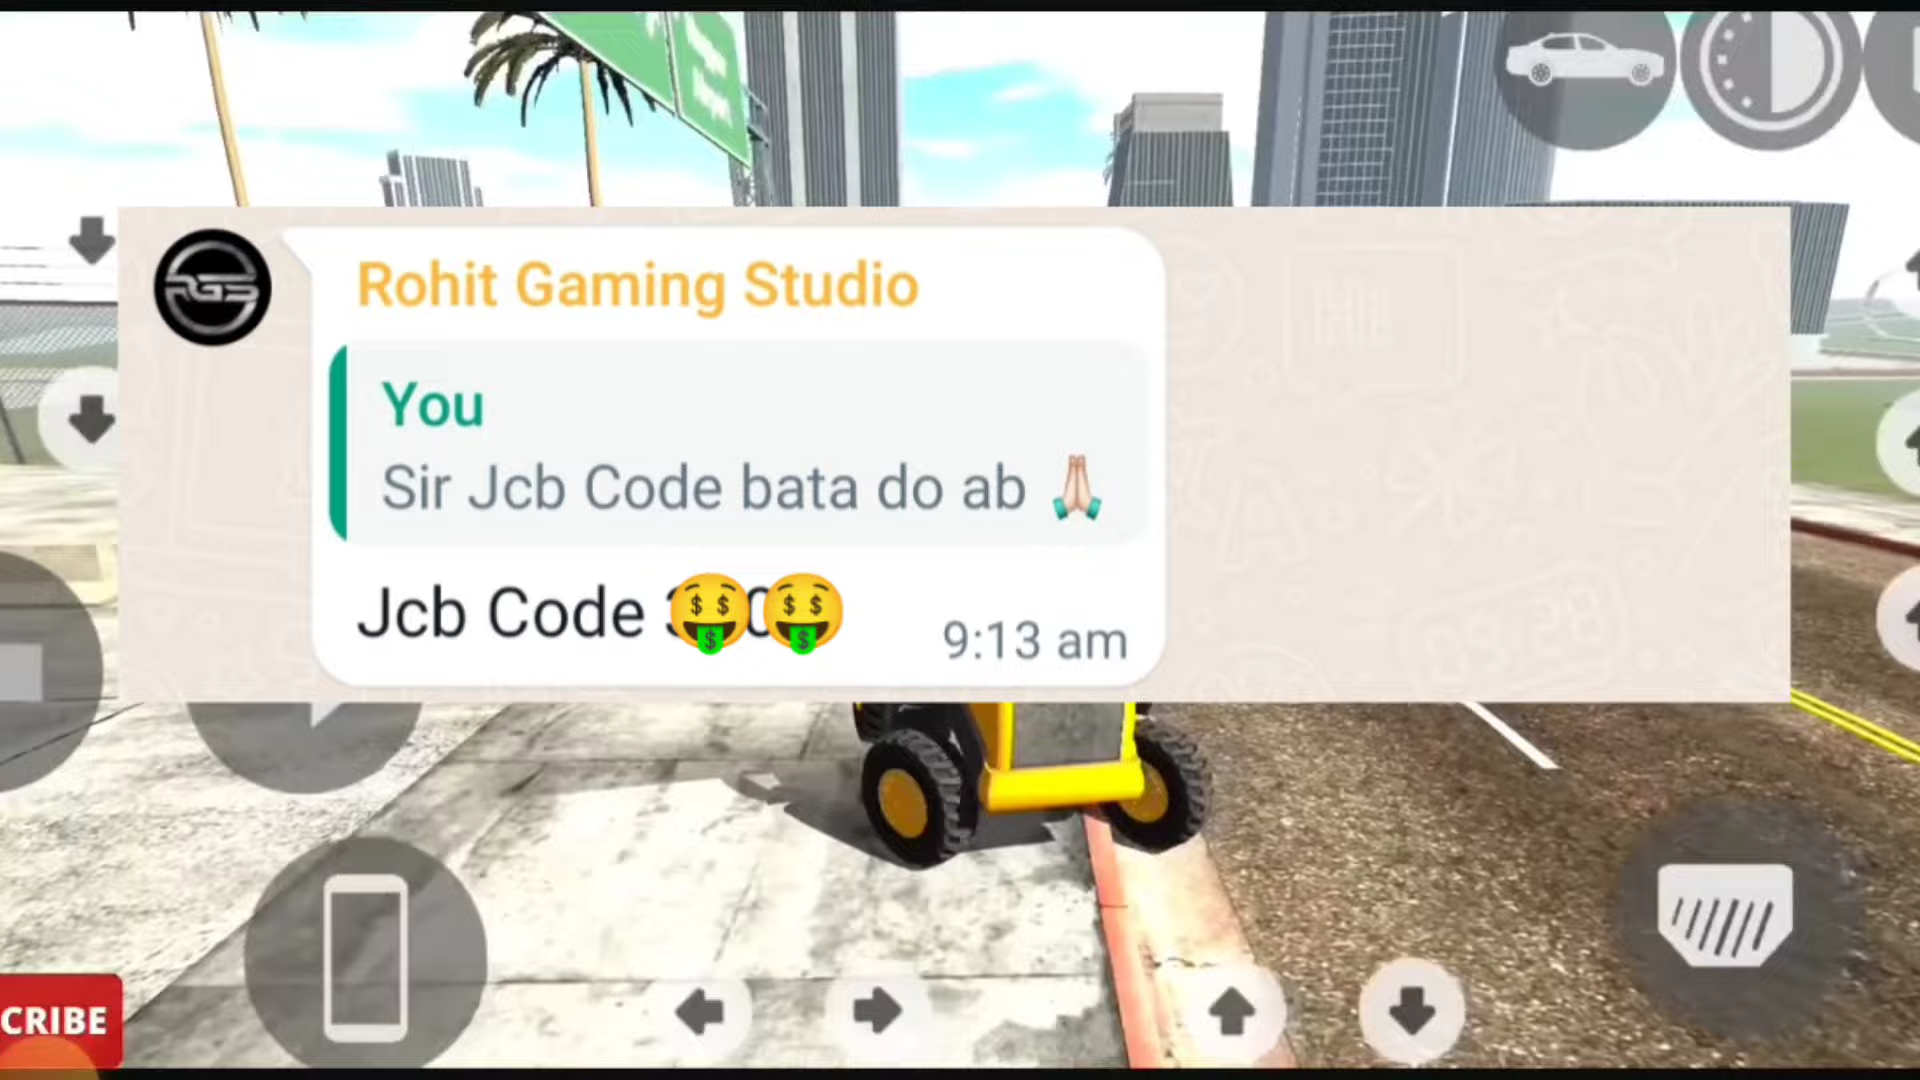 Rohit Gaming Studio
You
Sir Jcb Code bata do ab 🙏🏻
Jcb Code
9:13 am
CRIBE